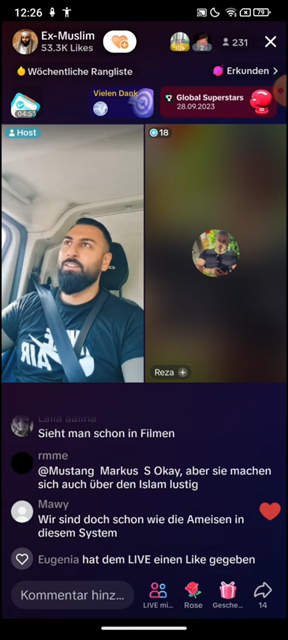 12:26
79
Ex-Muslim
53.3K Likes
231
Wöchentliche Rangliste
Erkunden >
04:53
Vielen Dank
Global Superstars
28.09.2023
Host
18
AIR
Reza
Sieht man schon in Filmen
rmme
@Mustang Markus S Okay, aber sie machen
sich auch über den Islam lustig
Mawy
Wir sind doch schon wie die Ameisen in
diesem System
Eugenia hat dem LIVE einen Like gegeben
Kommentar hinz...
LIVE mi...
Rose
Gesche...
14